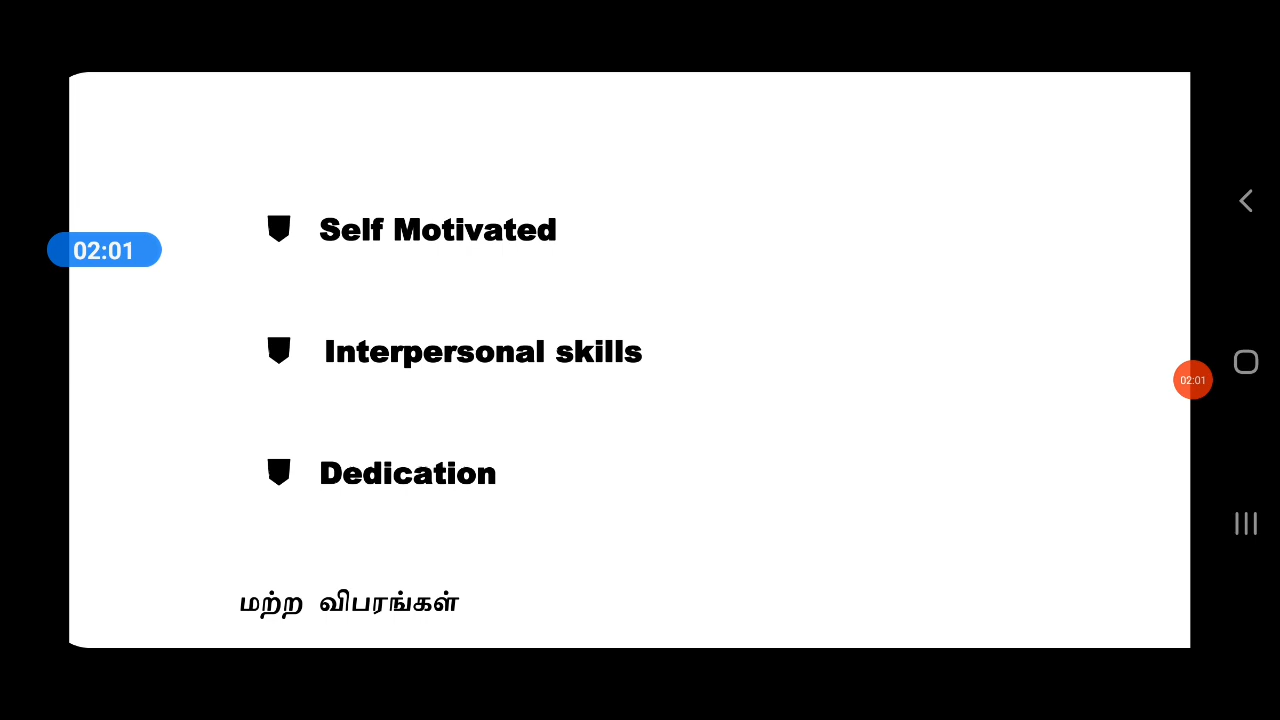 Self Motivated
02:01
Interpersonal skills
02:01
Dedication
மற்ற விபரங்கள்